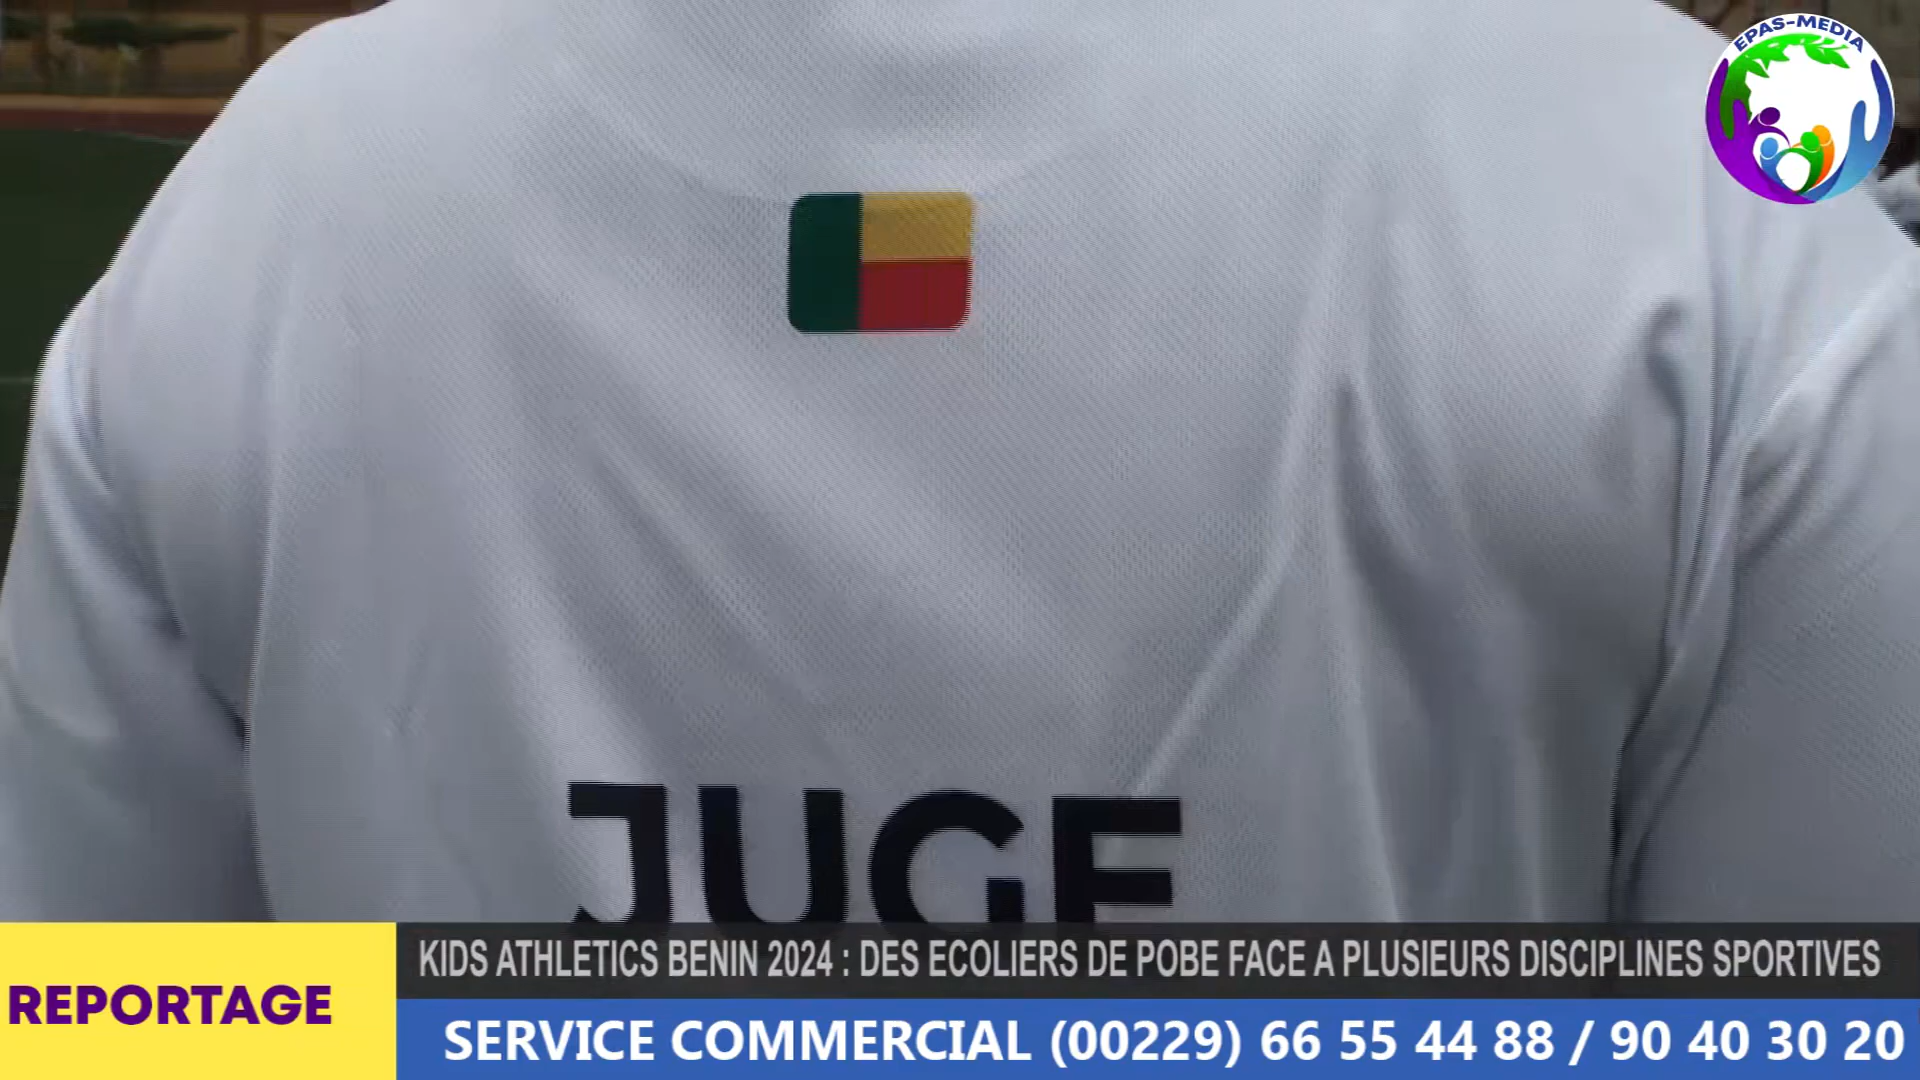 EPAS-MEDIA
JUGE
KIDS ATHLETICS BENIN 2024 : DES ECOLIERS DE POBE FACE A PLUSIEURS DISCIPLINES SPORTIVES
REPORTAGE
SERVICE COMMERCIAL (00229) 66 55 44 88 / 90 40 30 20